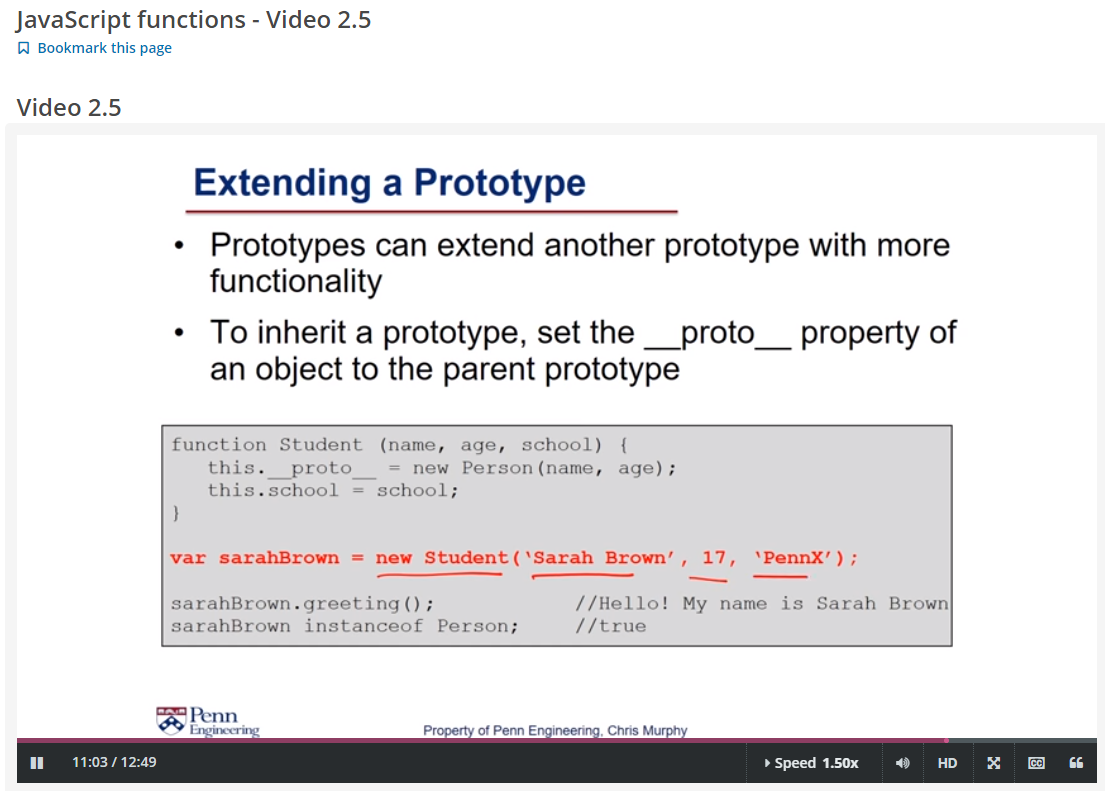 JavaScript functions - Video 2.5
Bookmark this page
Video 2.5
Extending a Prototype
• Prototypes can extend another prototype with more
functionality
• To inherit a prototype, set the __proto__ property of
an object to the parent prototype
function Student (name, age, school) {
this.__proto__ = new Person(name, age);
this.school = school;
}
var sarahBrown = new Student(‘Sarah Brown’, 17, ‘PennX’);
sarahBrown.greeting(); //Hello! My name is Sarah Brown
sarahBrown instanceof Person; //true
Penn
Engineering
Property of Penn Engineering, Chris Murphy
11:03 / 12:49
Speed 1.50x
HD
CC